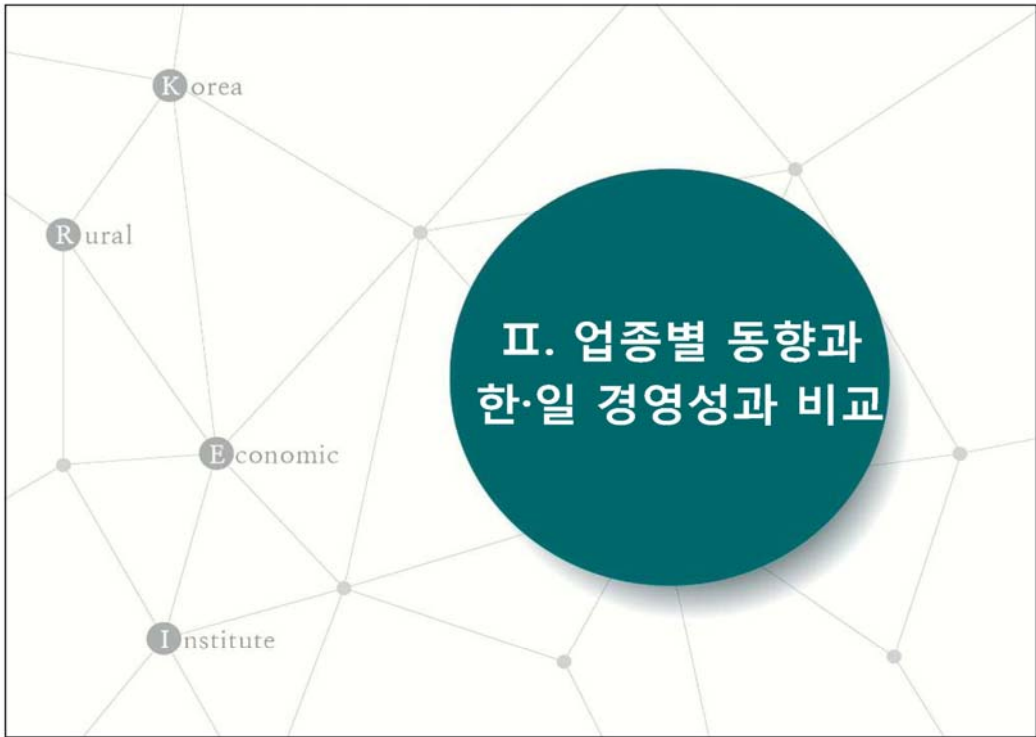 Korea
Rural
Ⅱ. 업종별 동향과
한·일 경영성과 비교
Economic
Institute